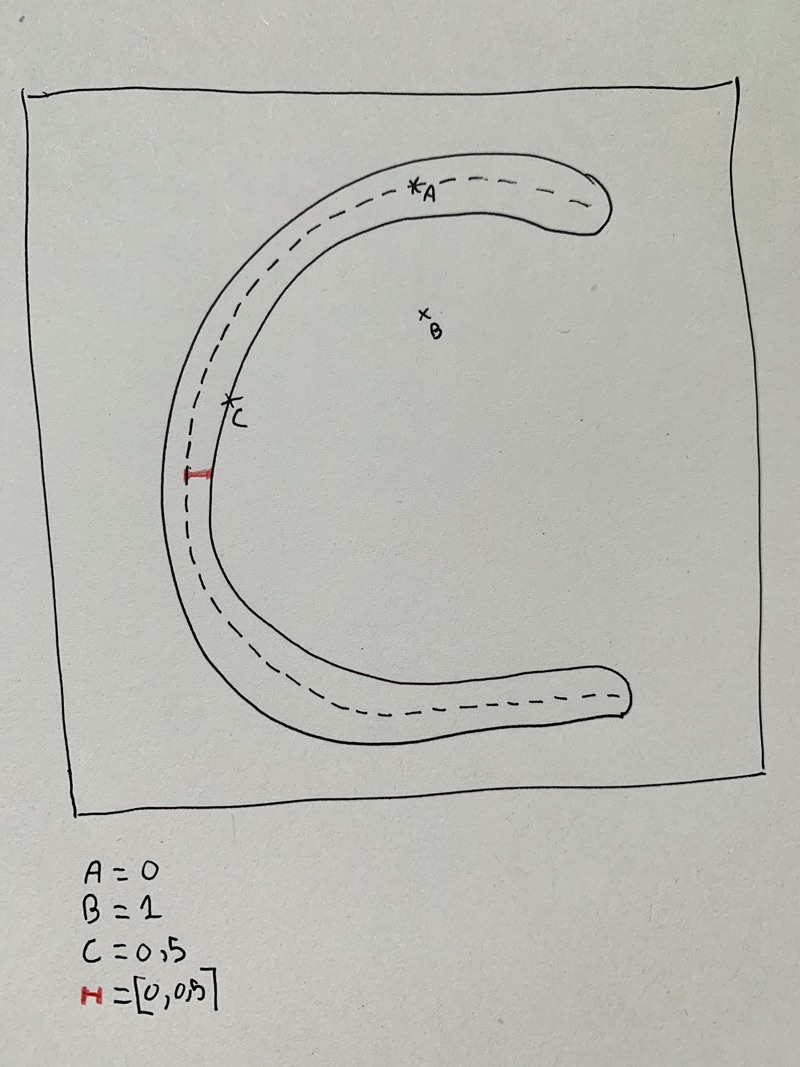 A
B
C
A = 0
B = 1
C = 0,5
H = [0, 0,5]